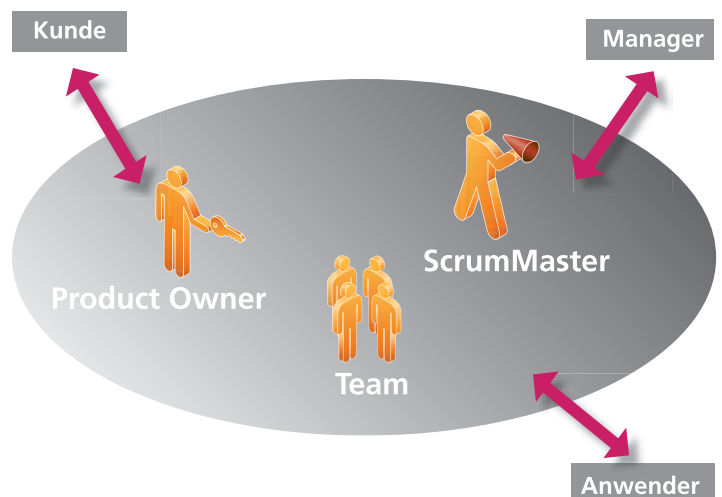 Kunde
Manager
ScrumMaster
Product Owner
Team
Anwender